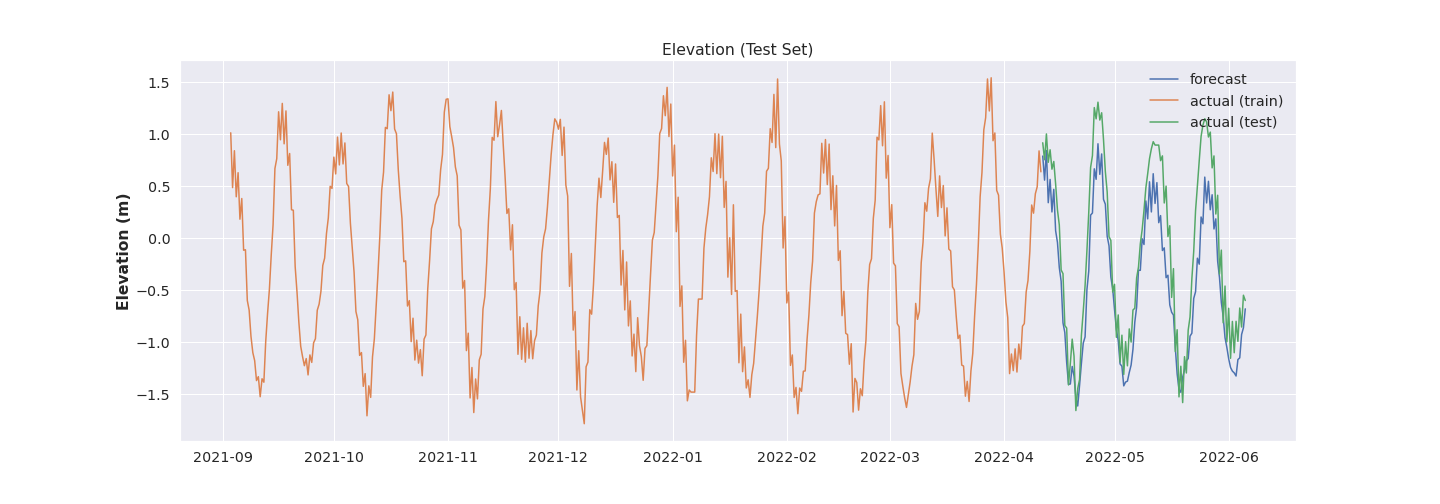 Elevation (Test Set)
forecast
actual (train)
actual (test)
Elevation (m)
1.5
1.0
0.5
0.0
−0.5
−1.0
−1.5
2021-09 2021-10 2021-11 2021-12 2022-01 2022-02 2022-03 2022-04 2022-05 2022-06